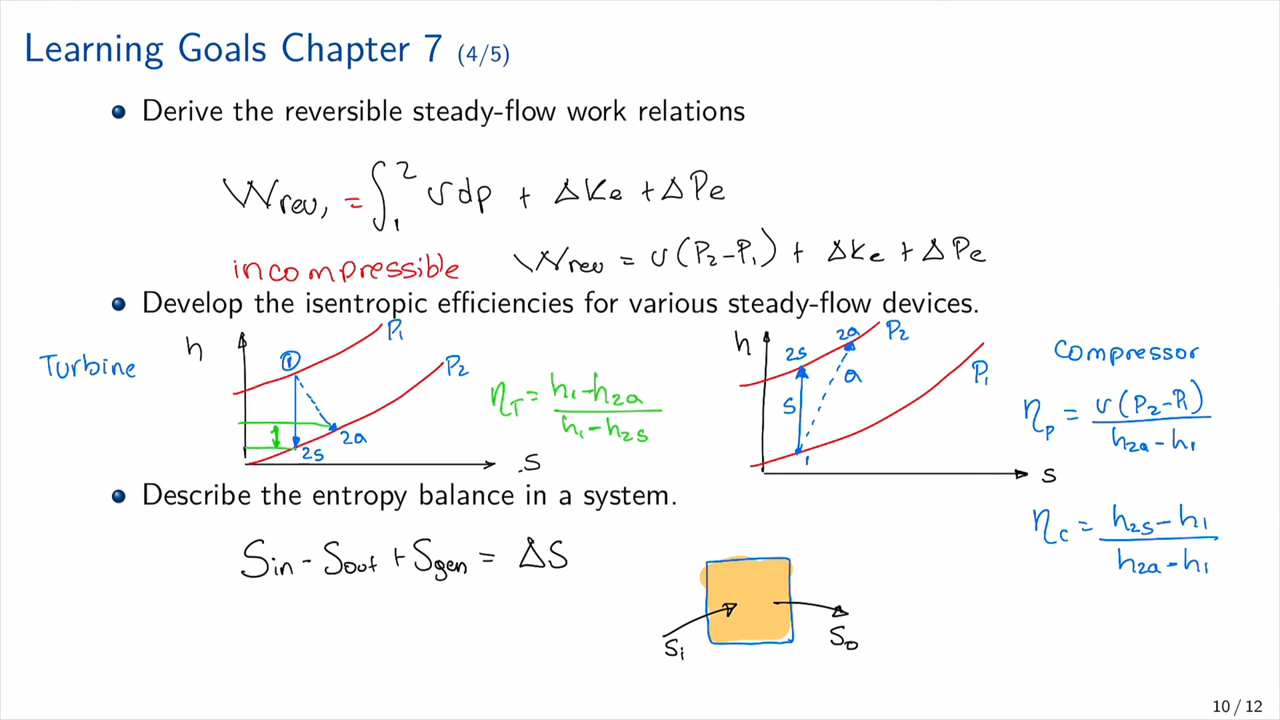 Learning Goals Chapter 7 (4/5)
Derive the reversible steady-flow work relations
Wrev, = ∫₁² υdp + ΔKe + ΔPe
incompressible Wrev = υ(P2-P1) + ΔKe + ΔPe
Develop the isentropic efficiencies for various steady-flow devices.
Turbine
h
P1
1
P2
2a
2s
s
ηT = h1-h2a / h1-h2s
h
2s
2a
P2
a
s
P1
1
s
Compressor
ηp = υ(P2-P1) / h2a-h1
ηc = h2s-h1 / h2a-h1
Describe the entropy balance in a system.
Sin - Sout + Sgen = ΔS
Si
So
10 / 12